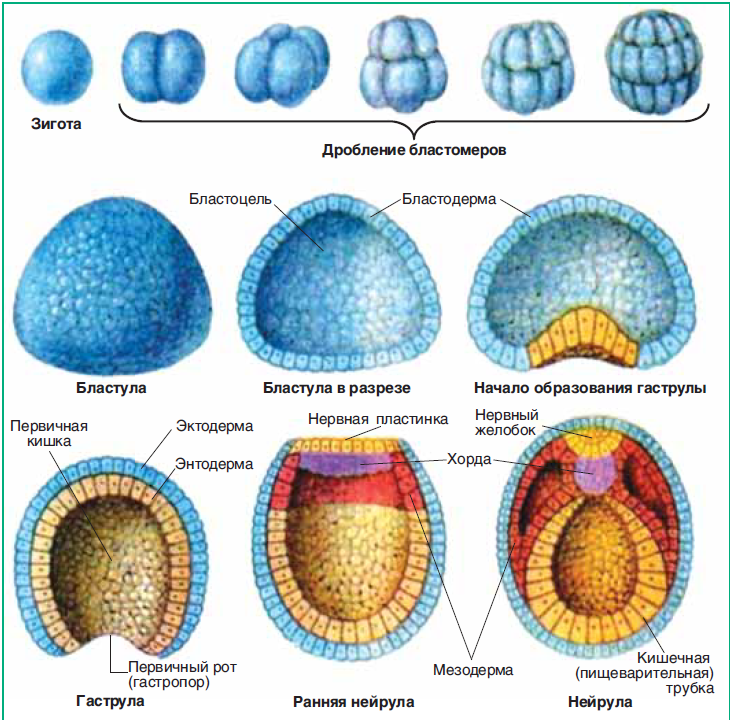 Зигота
Дробление бластомеров
Бластоцель
Бластодерма
Бластула
Бластула в разрезе
Начало образования гаструлы
Первичная
кишка
Эктодерма
Энтодерма
Нервная пластинка
Нервный
желобок
Хорда
Первичный рот
(гастропор)
Мезодерма
Кишечная
(пищеварительная)
трубка
Гаструла
Ранняя нейрула
Нейрула